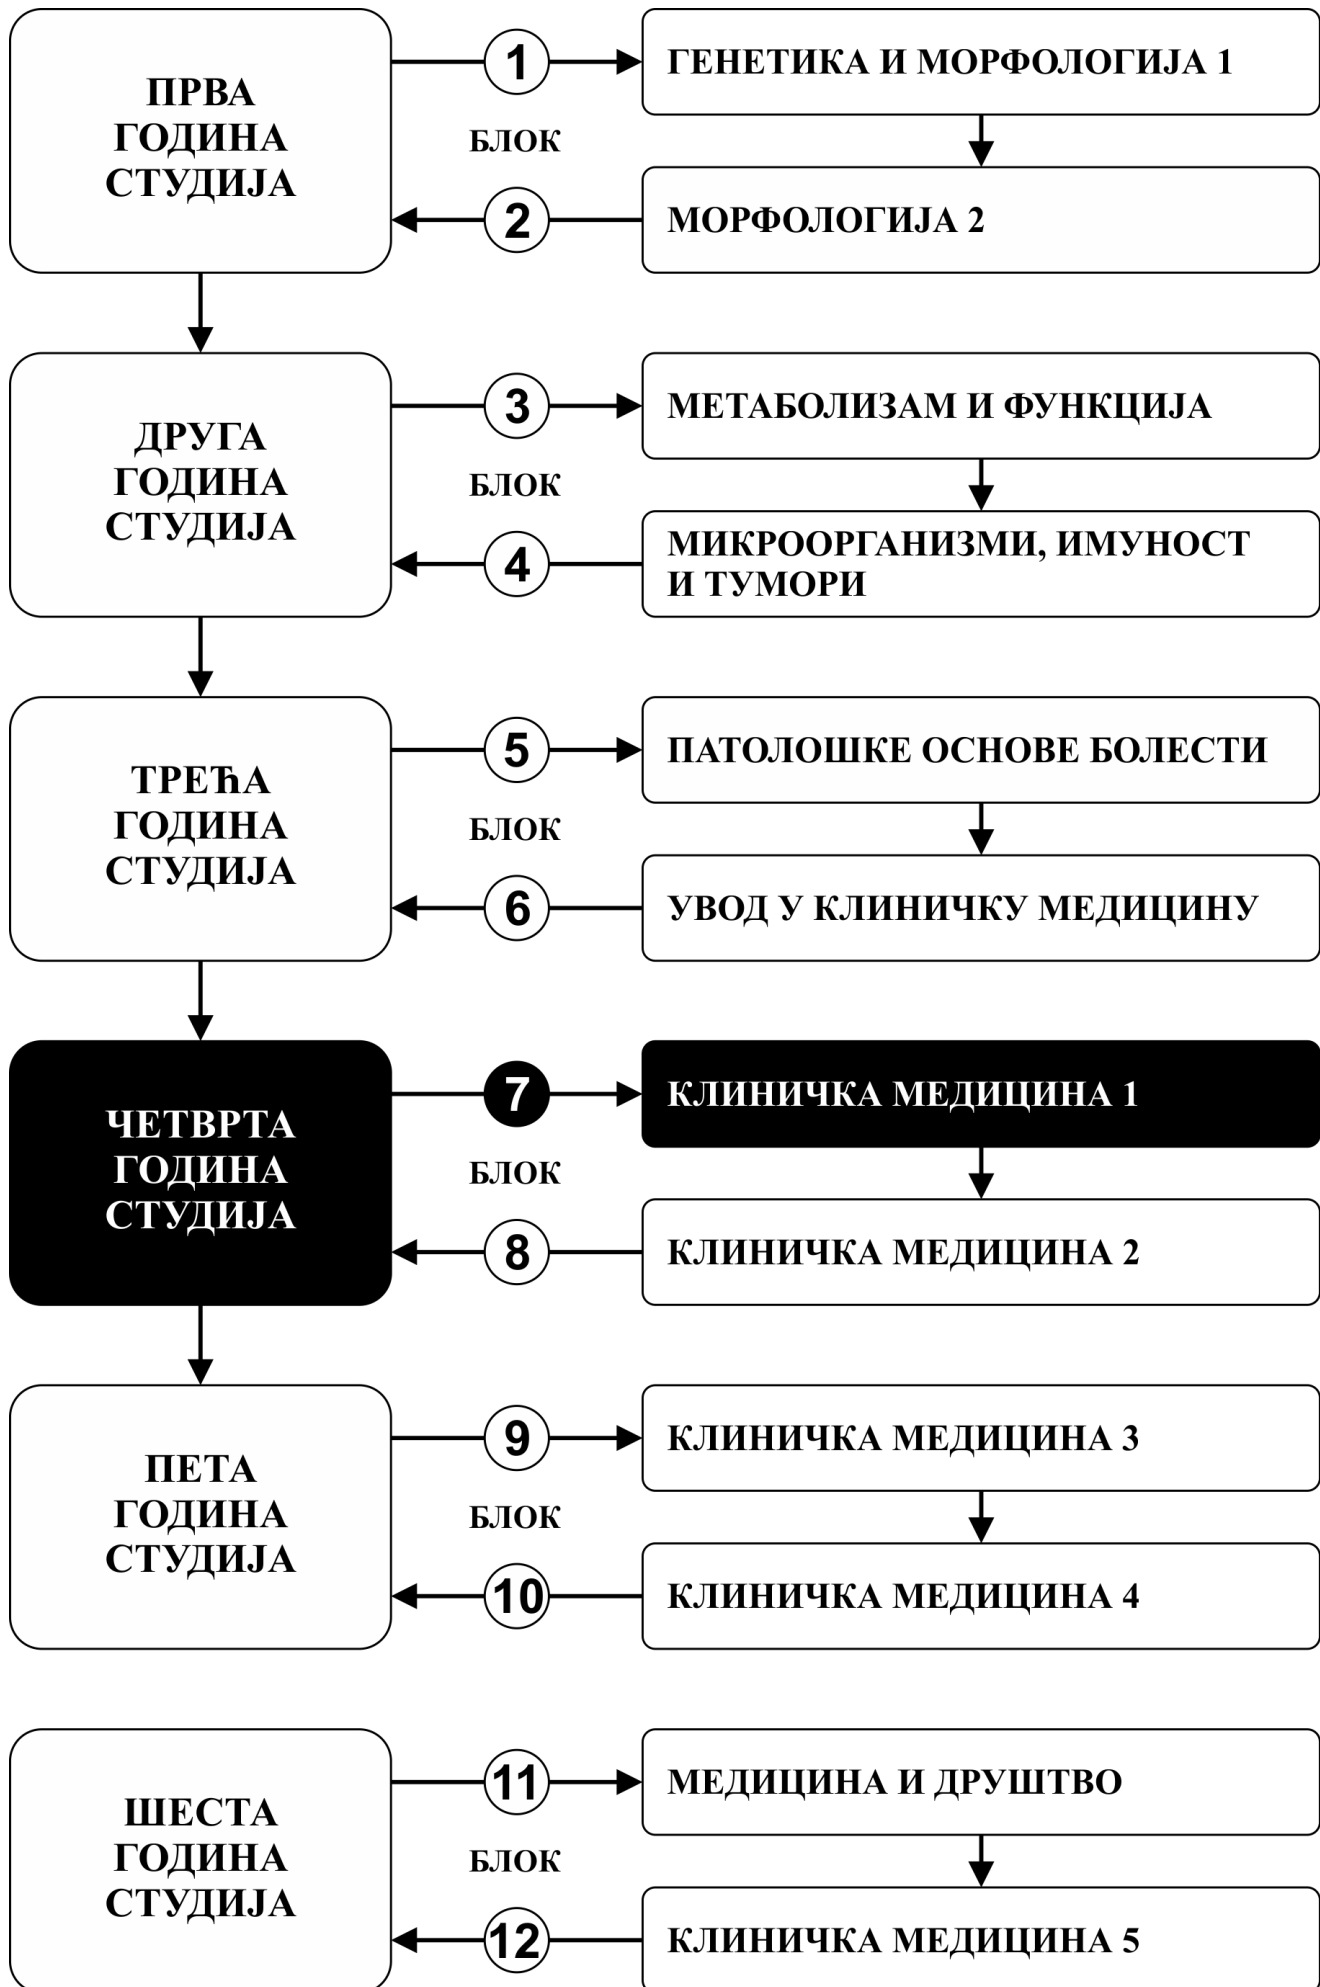 ПРВА
ГОДИНА
СТУДИЈА
1
ГЕНЕТИКА И МОРФОЛОГИЈА 1
БЛОК
2
МОРФОЛОГИЈА 2
ДРУГА
ГОДИНА
СТУДИЈА
3
МЕТАБОЛИЗАМ И ФУНКЦИЈА
БЛОК
4
МИКРООРГАНИЗМИ, ИМУНОСТ
И ТУМОРИ
ТРЕЋА
ГОДИНА
СТУДИЈА
5
ПАТОЛОШКЕ ОСНОВЕ БОЛЕСТИ
БЛОК
6
УВОД У КЛИНИЧКУ МЕДИЦИНУ
ЧЕТВРТА
ГОДИНА
СТУДИЈА
7
КЛИНИЧКА МЕДИЦИНА 1
БЛОК
8
КЛИНИЧКА МЕДИЦИНА 2
ПЕТА
ГОДИНА
СТУДИЈА
9
КЛИНИЧКА МЕДИЦИНА 3
БЛОК
10
КЛИНИЧКА МЕДИЦИНА 4
ШЕСТА
ГОДИНА
СТУДИЈА
11
МЕДИЦИНА И ДРУШТВО
БЛОК
12
КЛИНИЧКА МЕДИЦИНА 5